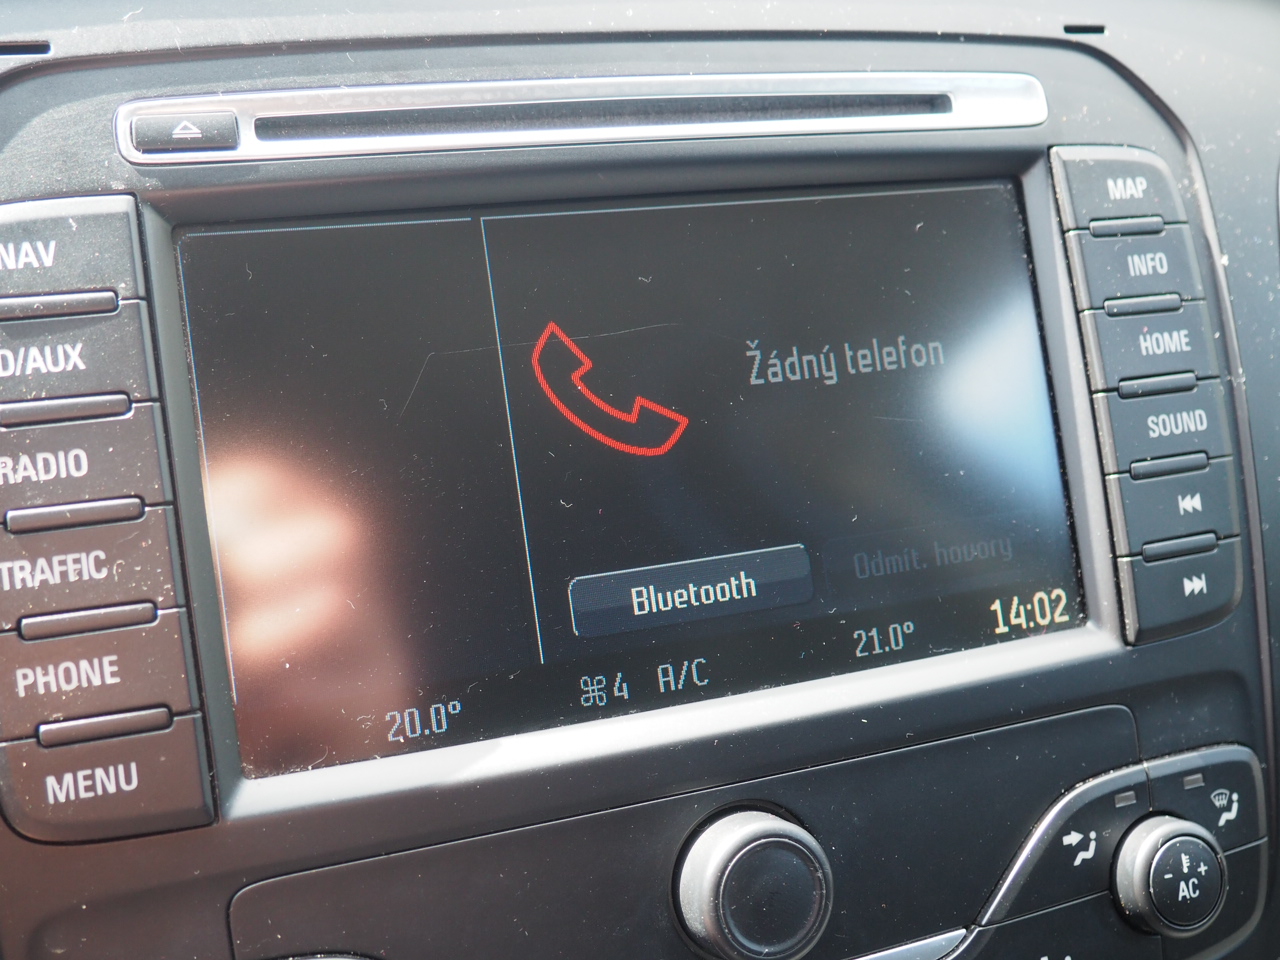 MAP
NAV
INFO
D/AUX
HOME
Žádný telefon
SOUND
RADIO
TRAFFIC
Bluetooth
Odmít. hovory
PHONE
20.0°
4
A/C
21.0°
14:02
MENU
- +
AC